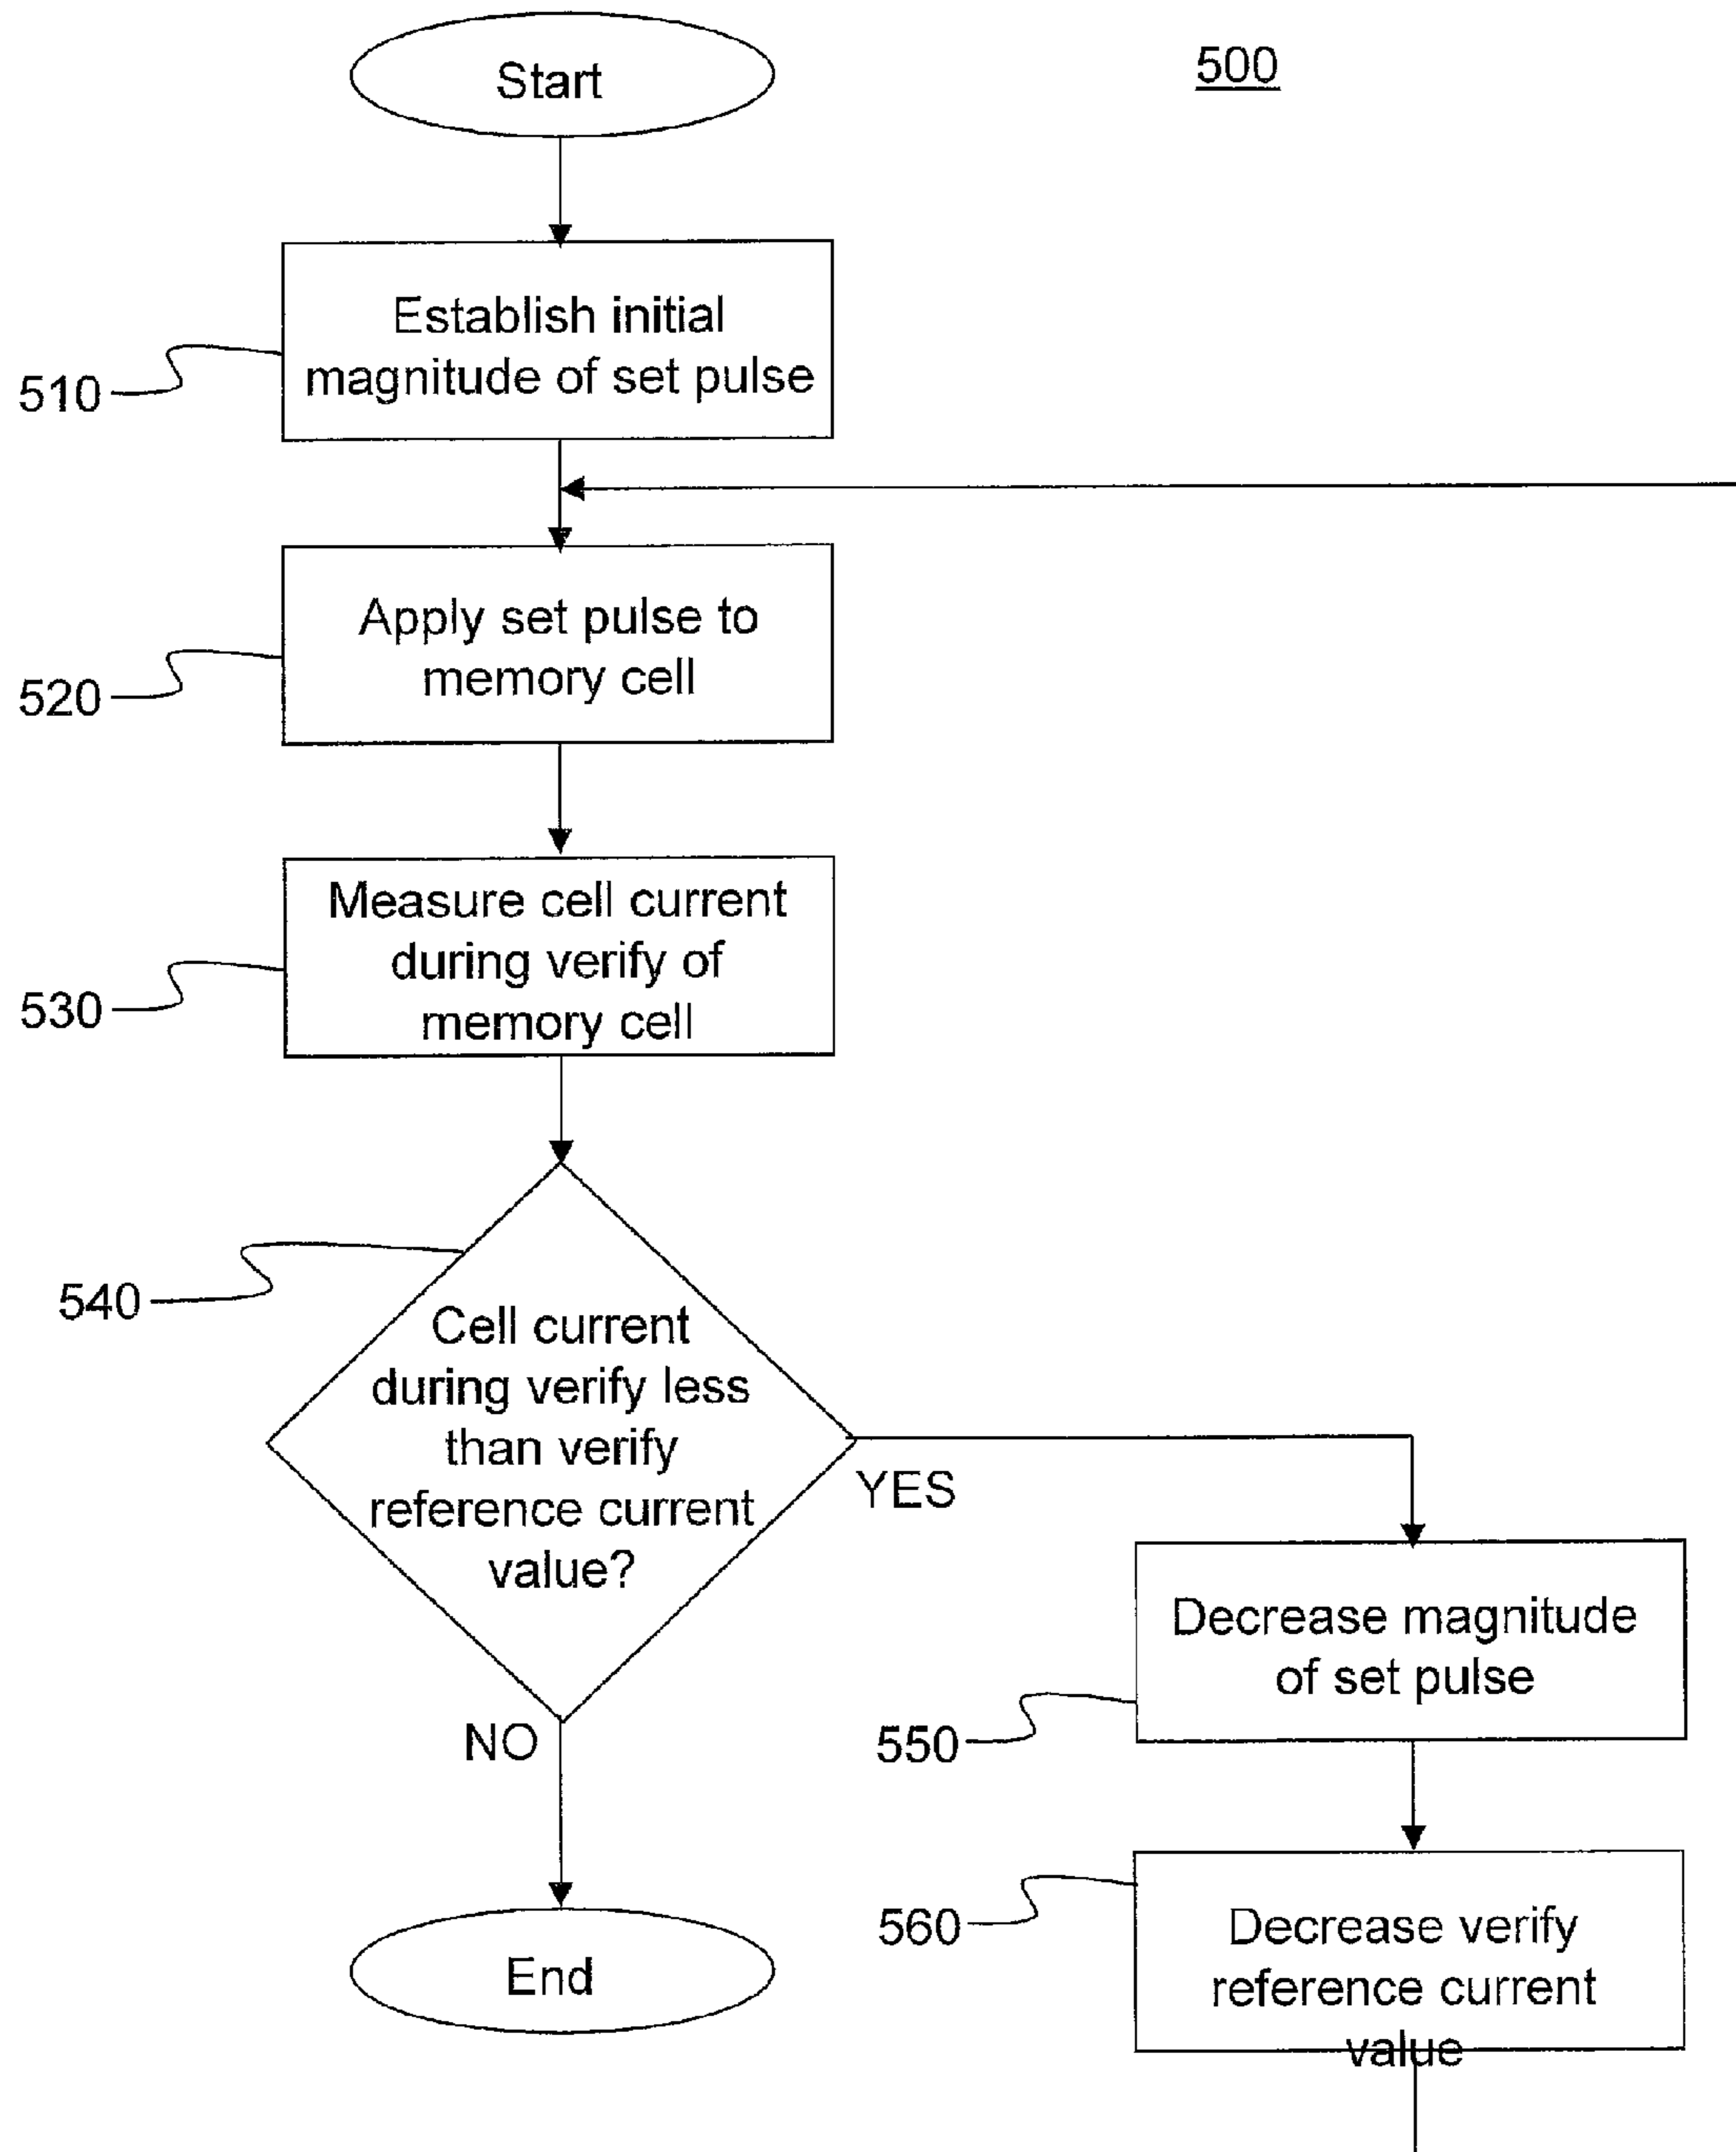 Start
500
Establish initial
magnitude of set pulse
510
Apply set pulse to
memory cell
520
Measure cell current
during verify of
memory cell
530
540
Cell current
during verify less
than verify
reference current
value?
YES
NO
Decrease magnitude
of set pulse
550
560
Decrease verify
reference current
value
End